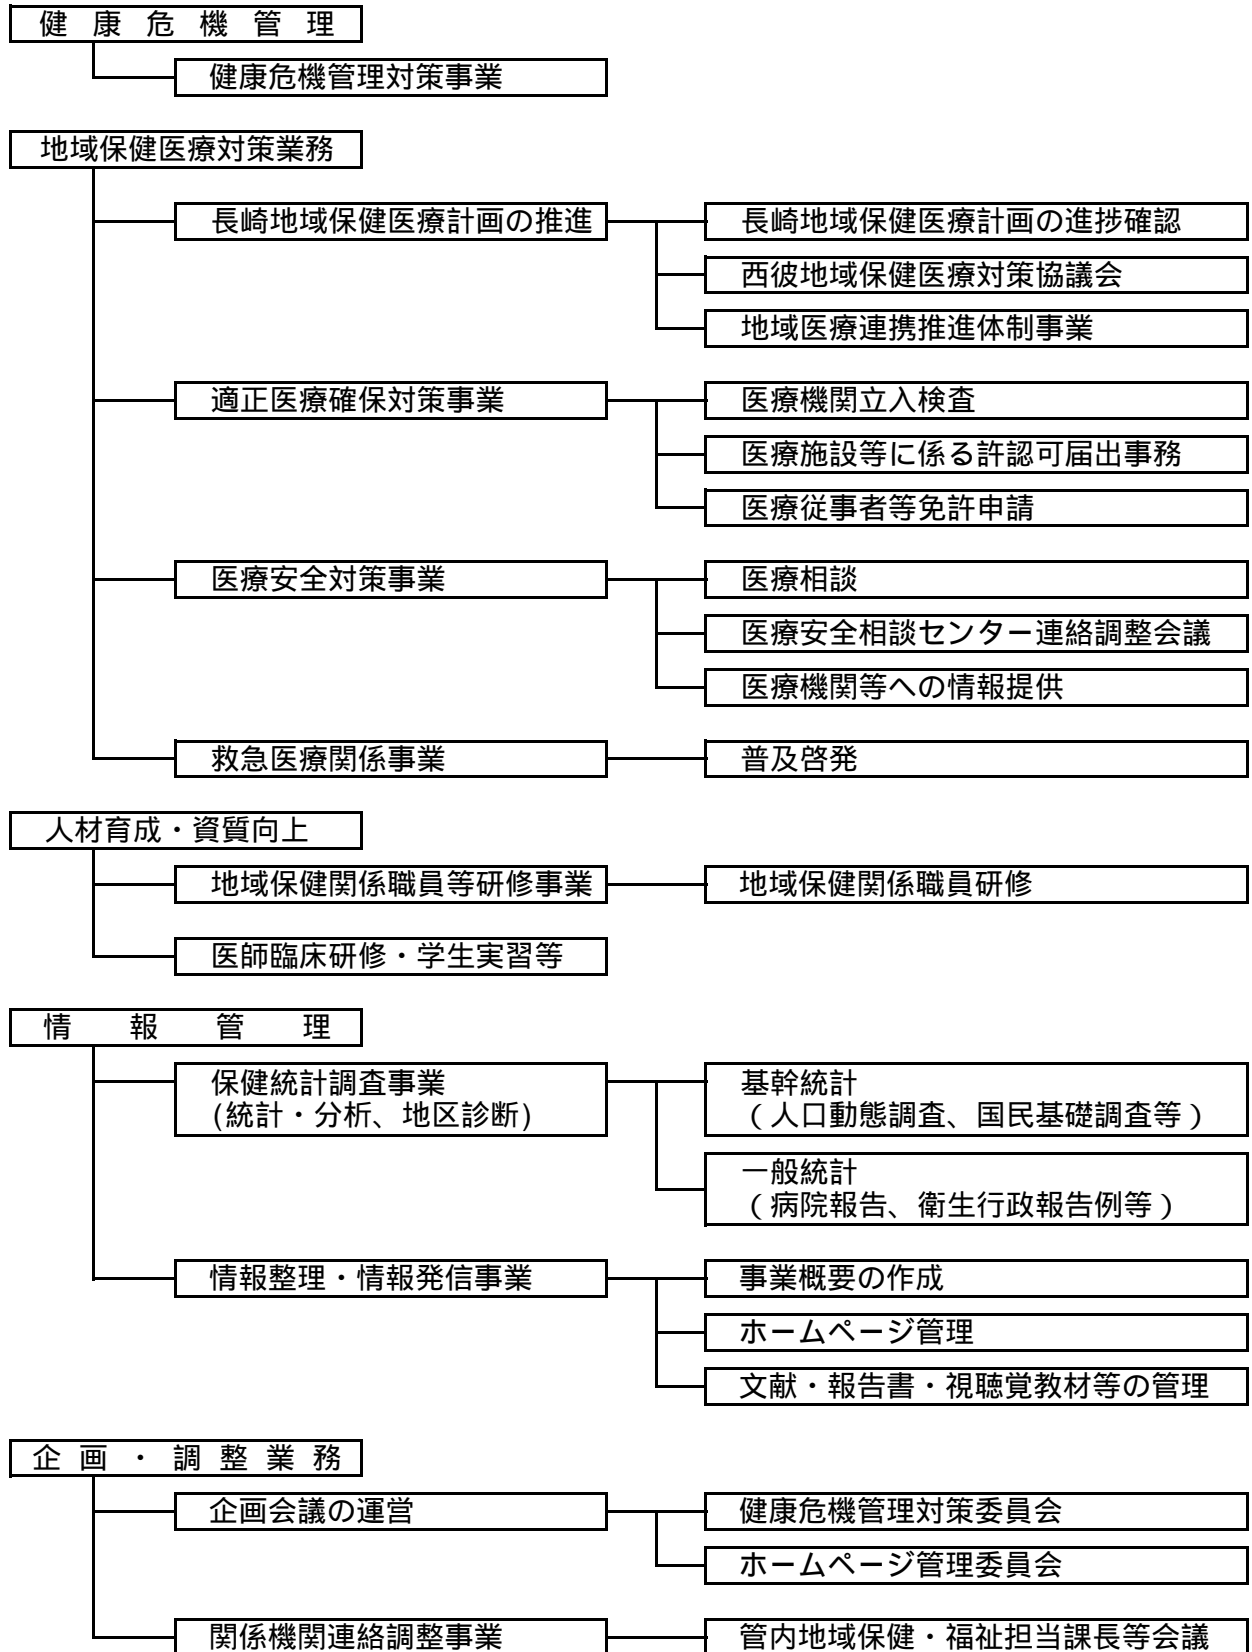 健康危機管理
健康危機管理対策事業
地域保健医療対策業務
長崎地域保健医療計画の推進
長崎地域保健医療計画の進捗確認
西彼地域保健医療対策協議会
地域医療連携推進体制事業
適正医療確保対策事業
医療機関立入検査
医療施設等に係る許認可届出事務
医療従事者等免許申請
医療安全対策事業
医療相談
医療安全相談センター連絡調整会議
医療機関等への情報提供
救急医療関係事業
普及啓発
人材育成・資質向上
地域保健関係職員等研修事業
地域保健関係職員研修
医師臨床研修・学生実習等
情報管理
保健統計調査事業
(統計・分析、地区診断)
基幹統計
（人口動態調査、国民基礎調査等）
一般統計
（病院報告、衛生行政報告例等）
情報整理・情報発信事業
事業概要の作成
ホームページ管理
文献・報告書・視聴覚教材等の管理
企画・調整業務
企画会議の運営
健康危機管理対策委員会
ホームページ管理委員会
関係機関連絡調整事業
管内地域保健・福祉担当課長等会議